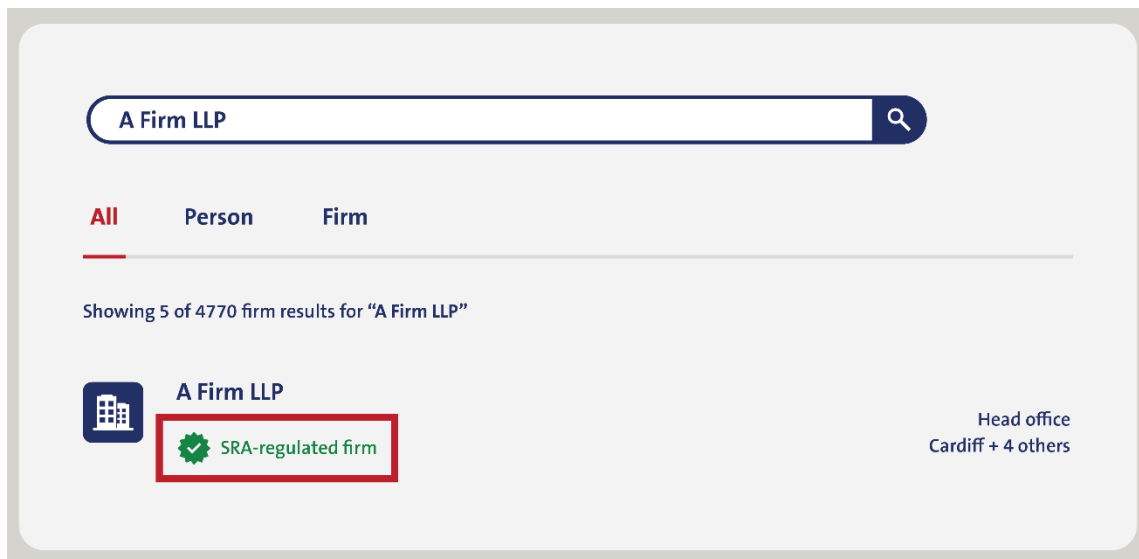 A Firm LLP
All Person Firm
Showing 5 of 4770 firm results for “A Firm LLP”
A Firm LLP
SRA-regulated firm
Head office
Cardiff + 4 others